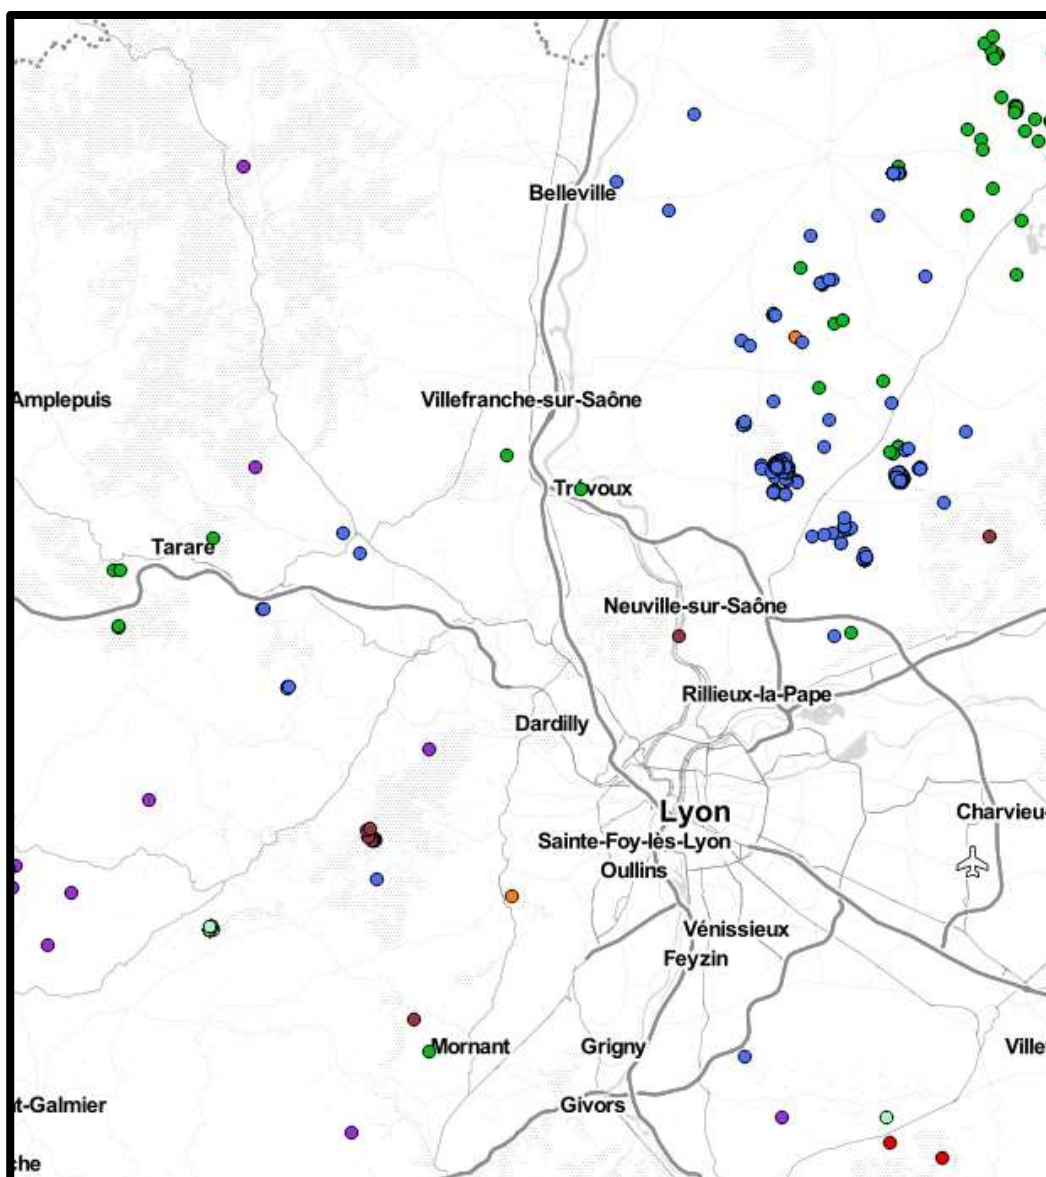 Belleville
Amplepuis
Villefranche-sur-Saône
Trévoux
Tarare
Neuville-sur-Saône
Rillieux-la-Pape
Dardilly
Lyon
Charvieu-
Sainte-Foy-lès-Lyon
Oullins
Vénissieux
Feyzin
Mornant
Grigny
Ville
t-Galmier
Givors
che